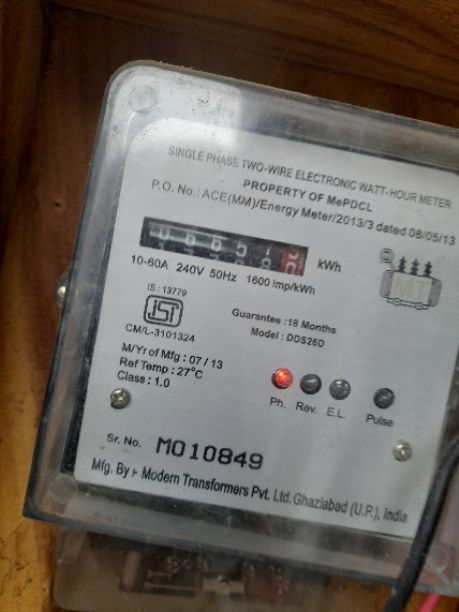 SINGLE PHASE TWO-WIRE ELECTRONIC WATT-HOUR METER
PROPERTY OF MePDCL
P.O. No.: ACE(MM)/Energy Meter/2013/3 dated 08/05/13
kWh
10-60A 240V 50Hz 1600 Imp/kWh
MT
IS : 13779
CM/L-3101324
Guarantee :18 Months
Model : DDS26D
M/Yr of Mfg : 07 / 13
Ref Temp : 27°C
Class : 1.0
Ph. Rev. E.L. Pulse
Sr. No. M010849
Mfg. By :- Modern Transformers Pvt. Ltd. Ghaziabad (U.P.), India